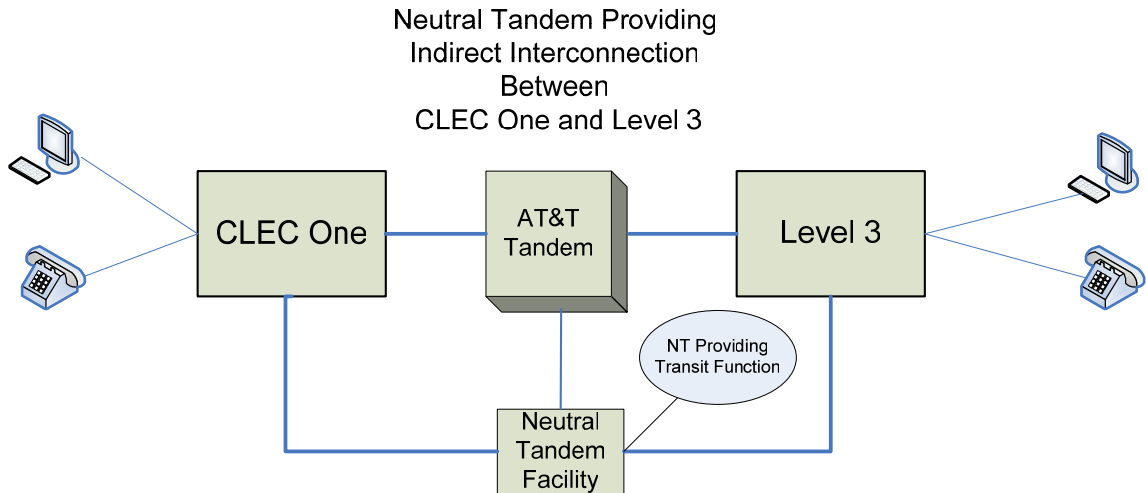 Neutral Tandem Providing
Indirect Interconnection
Between
CLEC One and Level 3
CLEC One
AT&T
Tandem
Level 3
NT Providing
Transit Function
Neutral
Tandem
Facility